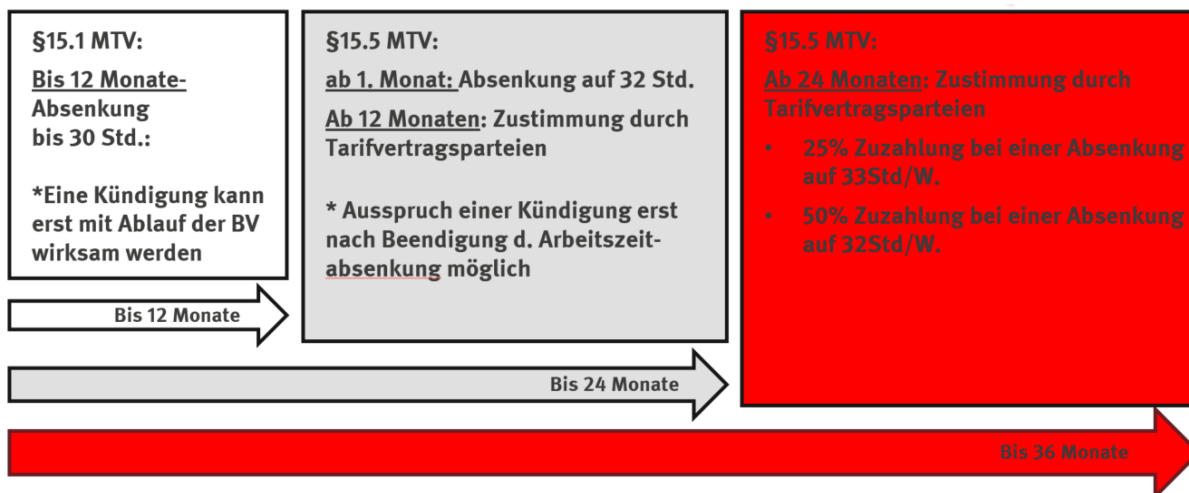 §15.1 MTV:
Bis 12 Monate-
Absenkung
bis 30 Std.:
*Eine Kündigung kann
erst mit Ablauf der BV
wirksam werden
Bis 12 Monate
§15.5 MTV:
ab 1. Monat: Absenkung auf 32 Std.
Ab 12 Monaten: Zustimmung durch
Tarifvertragsparteien
* Ausspruch einer Kündigung erst
nach Beendigung d. Arbeitszeit-
absenkung möglich
Bis 24 Monate
§15.5 MTV:
Ab 24 Monaten: Zustimmung durch
Tarifvertragsparteien
• 25% Zuzahlung bei einer Absenkung
auf 33Std/W.
• 50% Zuzahlung bei einer Absenkung
auf 32Std/W.
Bis 36 Monate